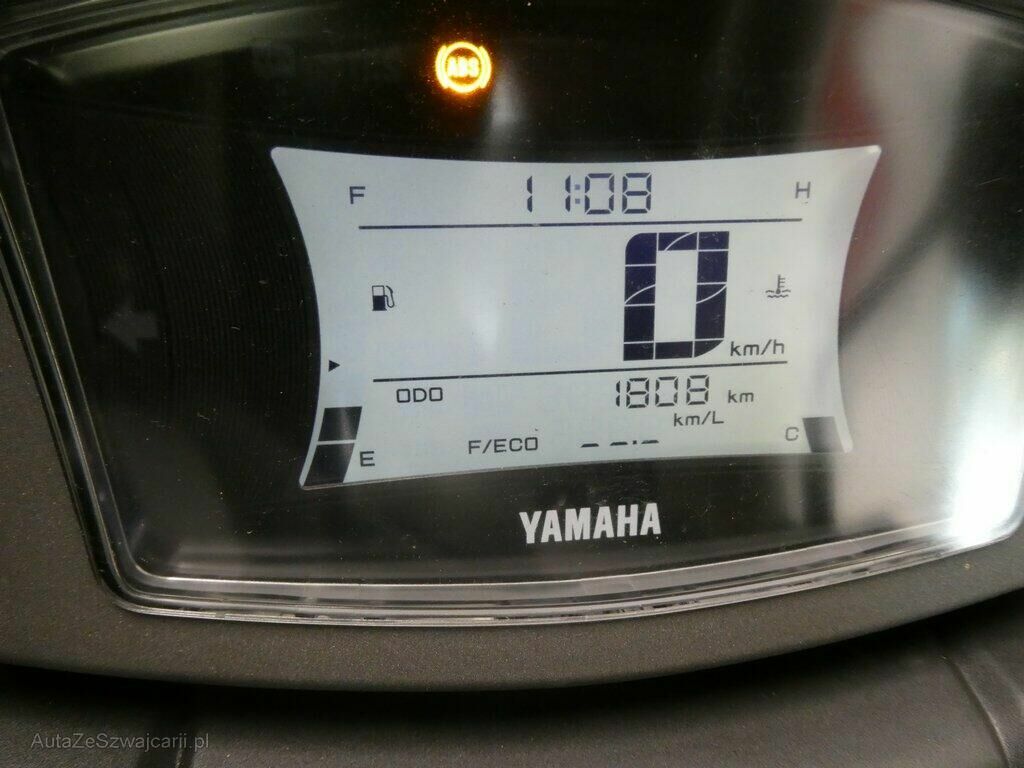 ABS
F 11:08 H
0 km/h
ODO 1808 km
km/L
E F/ECO C
YAMAHA
AutaZeSzwajcarii.pl